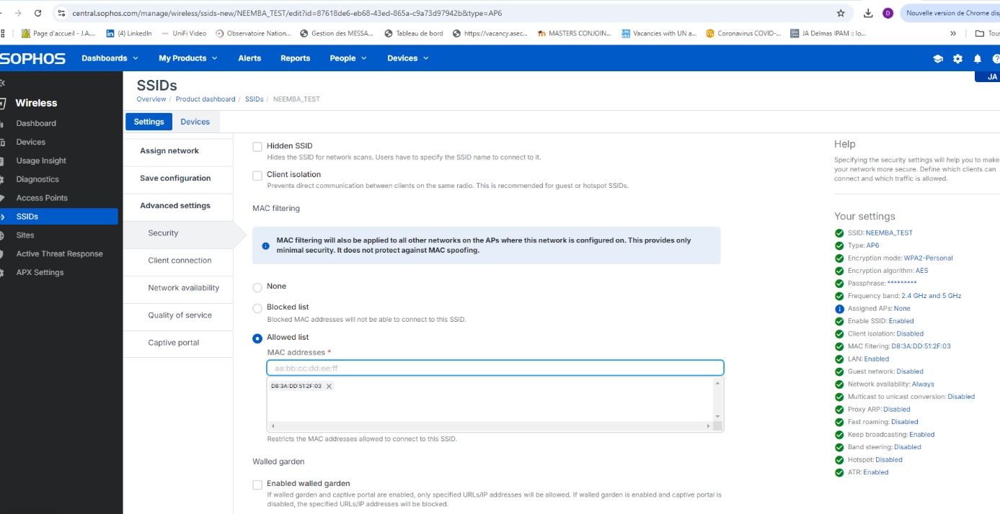 central.sophos.com/manage/wireless/ssids-new/NEEMBA_TEST/edit?id=87618de6-eb68-43ed-865a-c9a73d97942b&type=AP6
D
Nouvelle version de Chrome disp
Page d'accueil - J.A.... (4) LinkedIn UniFi Video Observatoire Nation... Gestion des MESSA... Tableau de bord https://vacancy.asec... MASTERS CONJOIN... Vacancies with UN a... Coronavirus COVID-... JA Delmas IPAM :: lo... » Tous
SOPHOS Dashboards My Products Alerts Reports People Devices
JA
Wireless
Dashboard
Devices
Usage Insight
Diagnostics
Access Points
SSIDs
Sites
Active Threat Response
APX Settings
SSIDs
Overview / Product dashboard / SSIDs / NEEMBA_TEST
Settings Devices
Assign network
Save configuration
Advanced settings
Security
Client connection
Network availability
Quality of service
Captive portal
Hidden SSID
Hides the SSID for network scans. Users have to specify the SSID name to connect to it.
Client isolation
Prevents direct communication between clients on the same radio. This is recommended for guest or hotspot SSIDs.
MAC filtering
MAC filtering will also be applied to all other networks on the APs where this network is configured on. This provides only
minimal security. It does not protect against MAC spoofing.
None
Blocked list
Blocked MAC addresses will not be able to connect to this SSID.
Allowed list
MAC addresses *
aa:bb:cc:dd:ee:ff
D8:3A:DD:51:2F:03
Restricts the MAC addresses allowed to connect to this SSID.
Walled garden
Enabled walled garden
If walled garden and captive portal are enabled, only specified URLs/IP addresses will be allowed. If walled garden is enabled and captive portal is
disabled, the specified URLs/IP addresses will be blocked.
Help
Specifying the security settings will help you to make
your network more secure. Define which clients can
connect and which traffic is allowed.
Your settings
SSID: NEEMBA_TEST
Type: AP6
Encryption mode: WPA2-Personal
Encryption algorithm: AES
Passphrase: *********
Frequency band: 2.4 GHz and 5 GHz
Assigned APs: None
Enable SSID: Enabled
Client isolation: Disabled
MAC filtering: D8:3A:DD:51:2F:03
LAN: Enabled
Guest network: Disabled
Network availability: Always
Multicast to unicast conversion: Disabled
Proxy ARP: Disabled
Fast roaming: Disabled
Keep broadcasting: Enabled
Band steering: Disabled
Hotspot: Disabled
ATR: Enabled